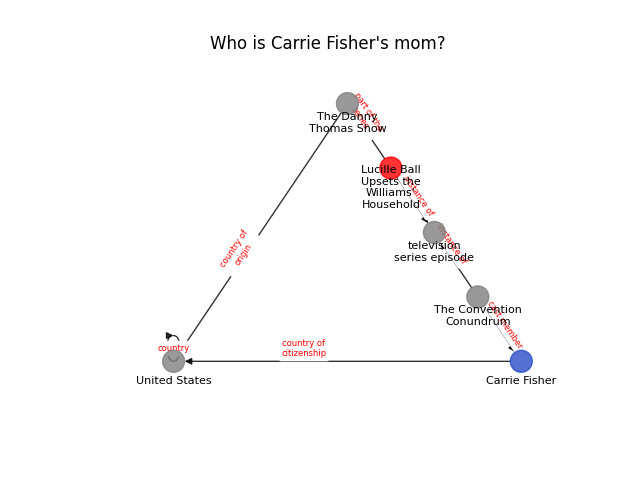 Who is Carrie Fisher's mom?
part of the
series
The Danny
Thomas Show
Lucille Ball
Upsets the
Williams
Household
instance of
television
series episode
instance of
The Convention
Conundrum
cast member
country of
origin
country
United States
country of
citizenship
Carrie Fisher